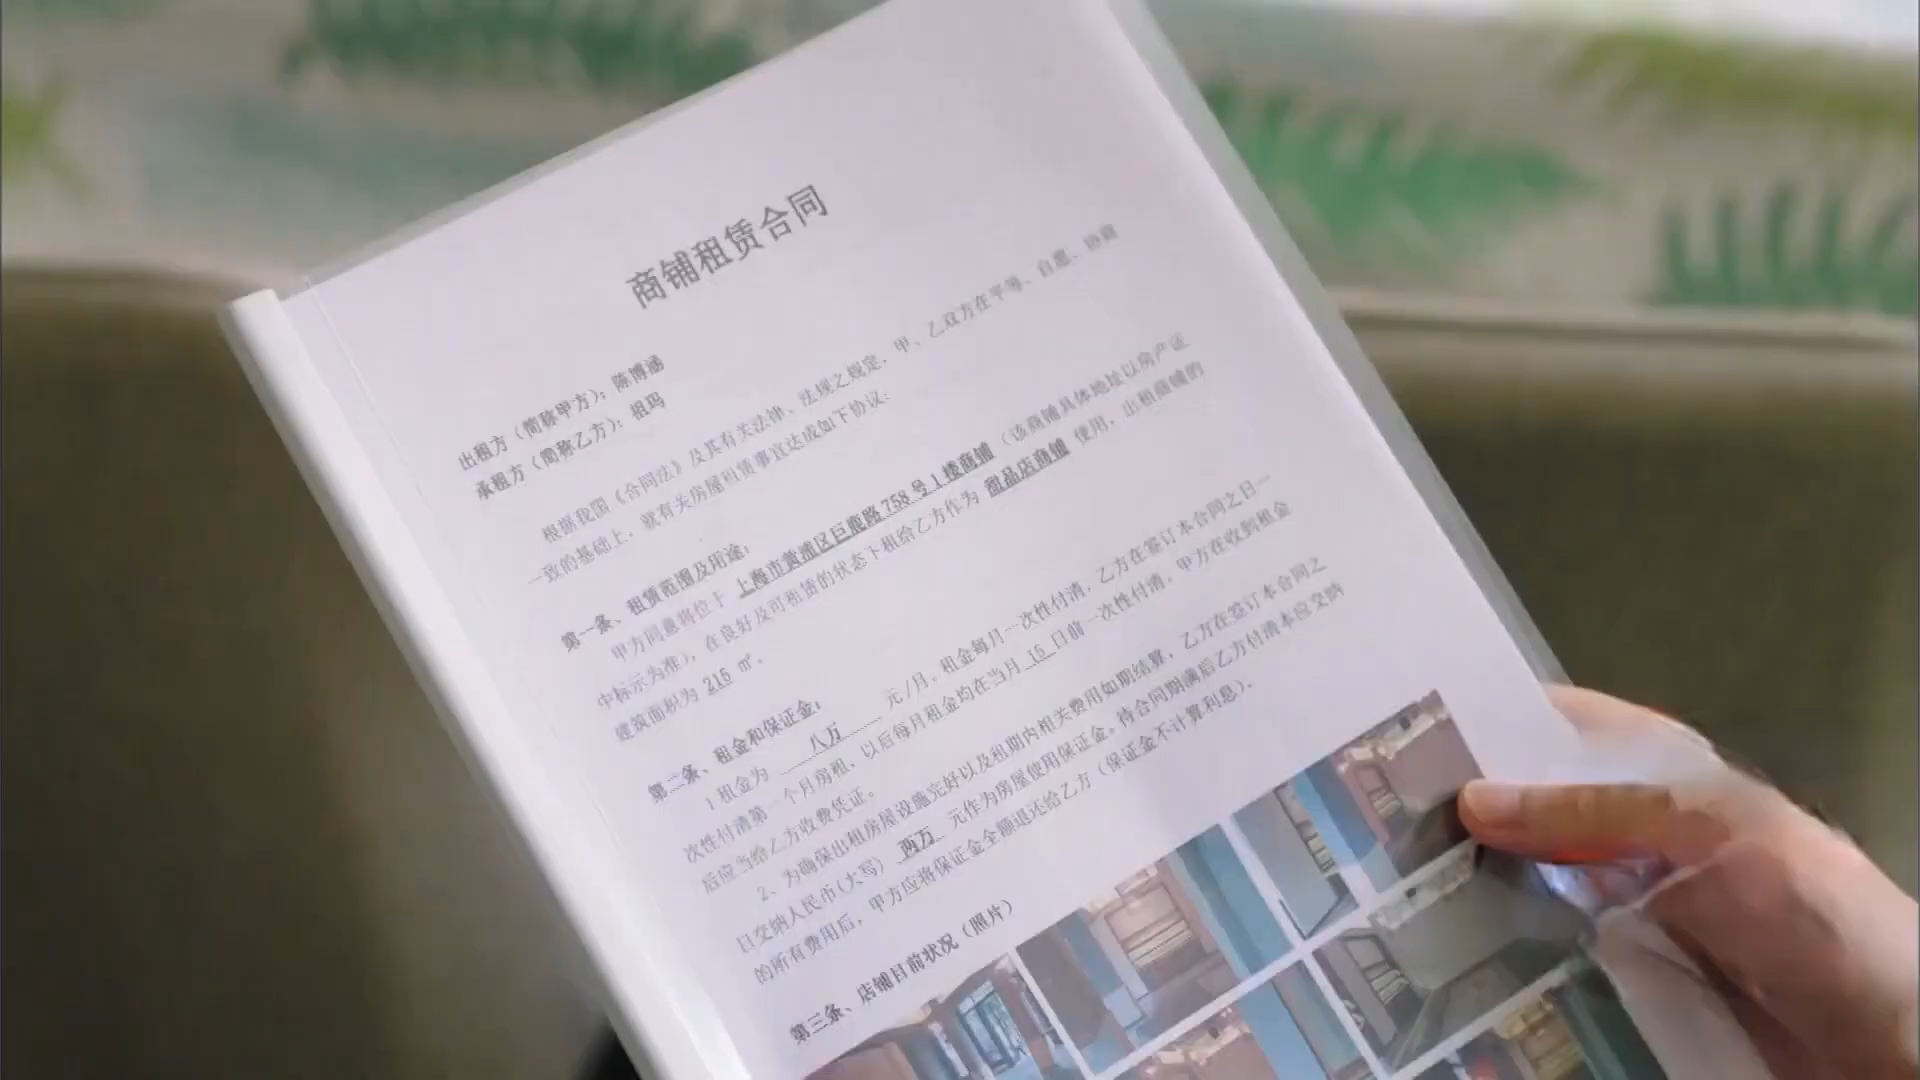 商铺租赁合同
出租方（简称甲方）：陈博涵
承租方（简称乙方）：祖玛
根据我国《合同法》及其有关法律、法规之规定，甲、乙双方在平等、自愿、协商
一致的基础上，就有关房屋租赁事宜达成如下协议：
第一条、租赁范围及用途：
甲方同意将位于 上海市黄浦区巨鹿路758号1楼商铺（该商铺具体地址以房产证
中标示为准），在良好及可租赁的状态下租给乙方作为 甜品店商铺 使用，出租商铺的
建筑面积为 215 ㎡。
第二条、租金和保证金：
1租金为 八万 元/月。租金每月一次性付清，乙方在签订本合同之日一
次性付清第一个月房租，以后每月租金均在当月 15 日前一次性付清，甲方在收到租金
后应当给乙方收费凭证。
2、为确保出租房屋设施完好以及租期内相关费用如期结算，乙方在签订本合同之
日交纳人民币(大写) 两万 元作为房屋使用保证金。待合同期满后乙方付清本应交纳
的所有费用后，甲方应将保证金全额退还给乙方（保证金不计算利息）。
第三条、店铺目前状况（照片）